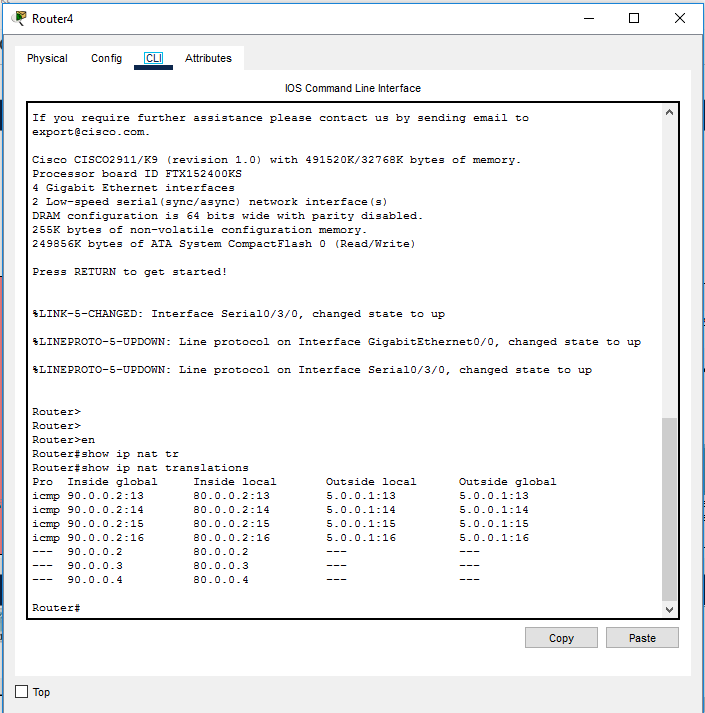 Router4
Physical Config CLI Attributes
IOS Command Line Interface
If you require further assistance please contact us by sending email to
export@cisco.com.
Cisco CISCO2911/K9 (revision 1.0) with 491520K/32768K bytes of memory.
Processor board ID FTX152400KS
4 Gigabit Ethernet interfaces
2 Low-speed serial(sync/async) network interface(s)
DRAM configuration is 64 bits wide with parity disabled.
255K bytes of non-volatile configuration memory.
249856K bytes of ATA System CompactFlash 0 (Read/Write)
Press RETURN to get started!
%LINK-5-CHANGED: Interface Serial0/3/0, changed state to up
%LINEPROTO-5-UPDOWN: Line protocol on Interface GigabitEthernet0/0, changed state to up
%LINEPROTO-5-UPDOWN: Line protocol on Interface Serial0/3/0, changed state to up
Router>
Router>
Router>en
Router#show ip nat tr
Router#show ip nat translations
Pro Inside global Inside local Outside local Outside global
icmp 90.0.0.2:13 80.0.0.2:13 5.0.0.1:13 5.0.0.1:13
icmp 90.0.0.2:14 80.0.0.2:14 5.0.0.1:14 5.0.0.1:14
icmp 90.0.0.2:15 80.0.0.2:15 5.0.0.1:15 5.0.0.1:15
icmp 90.0.0.2:16 80.0.0.2:16 5.0.0.1:16 5.0.0.1:16
--- 90.0.0.2 80.0.0.2 --- ---
--- 90.0.0.3 80.0.0.3 --- ---
--- 90.0.0.4 80.0.0.4 --- ---
Router#
Copy Paste
Top